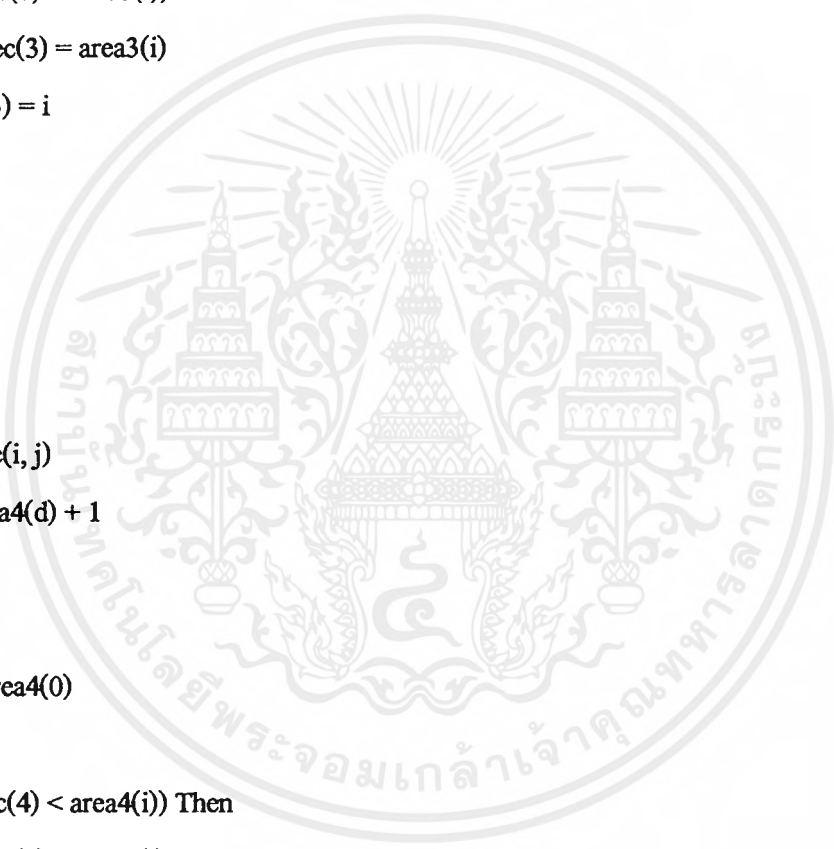 ec(3) = area3(i)
) = i
(i, j)
a4(d) + 1
rea4(0)
c(4) < area4(i)) Then
สถาบันเทคโนโลยีพระจอมเกล้าเจ้าคุณทหารลาดกระบัง